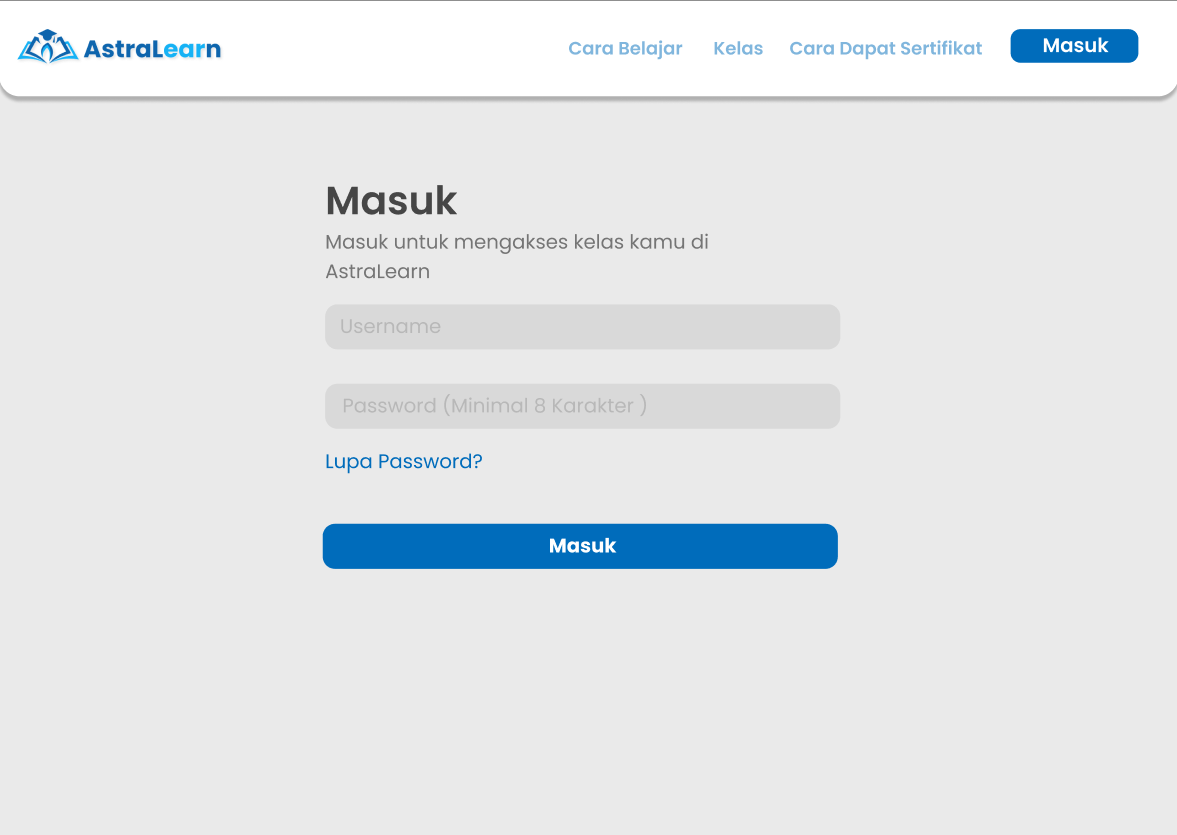 AstraLearn
Cara Belajar
Kelas
Cara Dapat Sertifikat
Masuk
Masuk
Masuk untuk mengakses kelas kamu di
AstraLearn
Username
Password (Minimal 8 Karakter )
Lupa Password?
Masuk